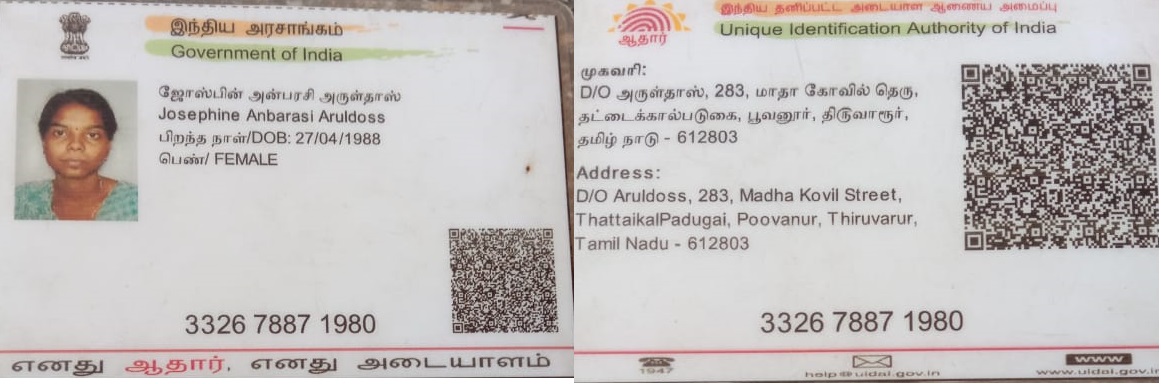 இந்திய அரசாங்கம்
Government of India
ஜோஸ்பின் அன்பரசி அருள்தாஸ்
Josephine Anbarasi Aruldoss
பிறந்த நாள்/DOB: 27/04/1988
பெண்/ FEMALE
3326 7887 1980
எனது ஆதார், எனது அடையாளம்
இந்திய தனிப்பட்ட அடையாள ஆணைய அமைப்பு
Unique Identification Authority of India
ஆதார்
முகவரி:
D/O அருள்தாஸ், 283, மாதா கோவில் தெரு,
தட்டைக்கால்படுகை, பூவனூர், திருவாரூர்,
தமிழ் நாடு - 612803
Address:
D/O Aruldoss, 283, Madha Kovil Street,
ThattaikalPadugai, Poovanur, Thiruvarur,
Tamil Nadu - 612803
3326 7887 1980
1947
help@uidai.gov.in
WWW
www.uidai.gov.in